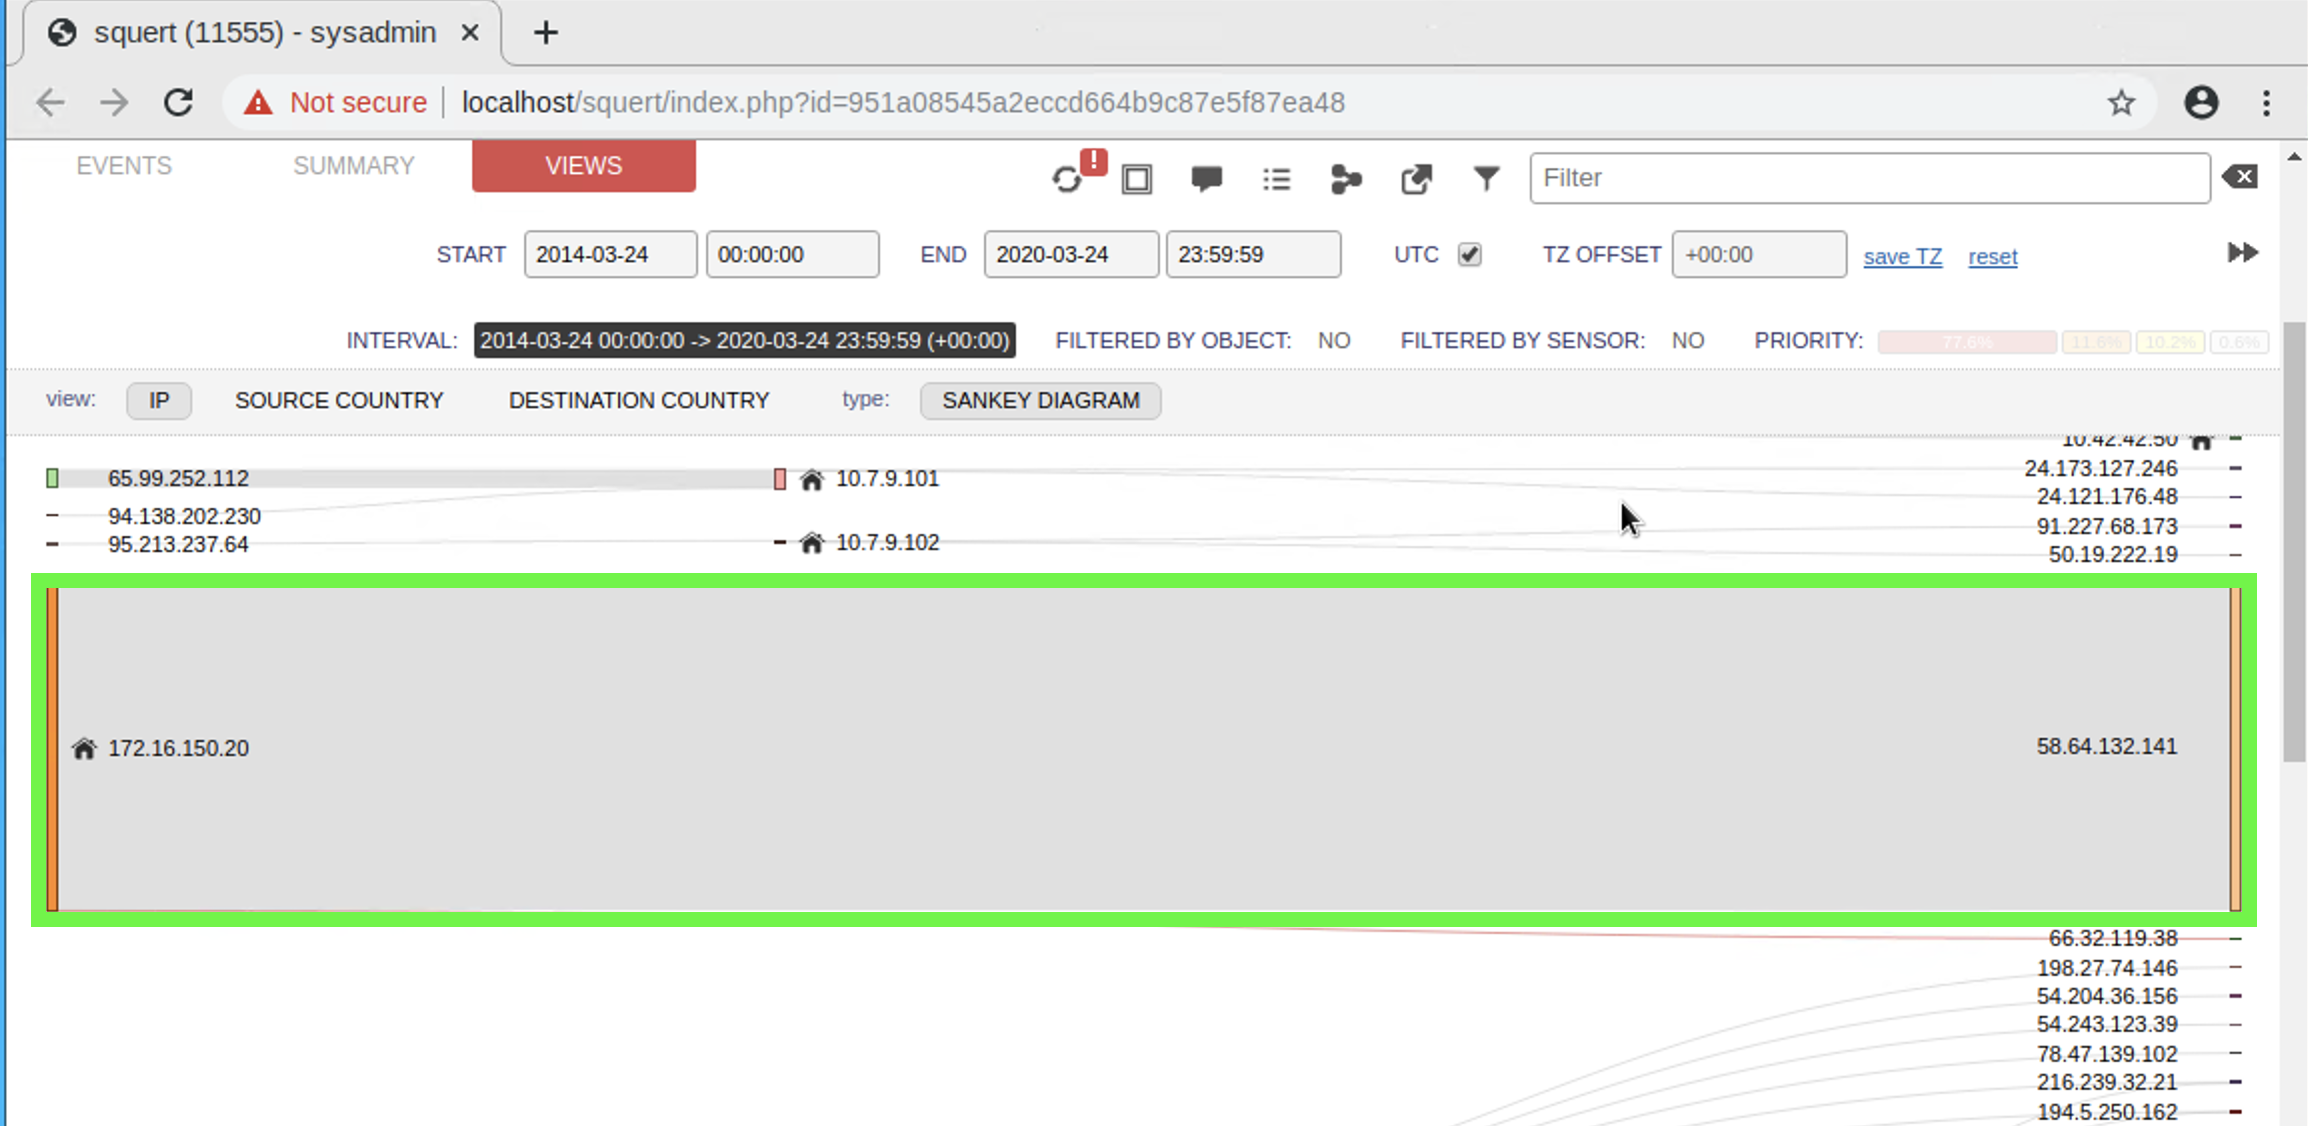 squert (11555) - sysadmin
Not secure | localhost/squert/index.php?id=951a08545a2eccd664b9c87e5f87ea48
EVENTS SUMMARY VIEWS ! Filter
START 2014-03-24 00:00:00 END 2020-03-24 23:59:59 UTC TZ OFFSET +00:00 save TZ reset
INTERVAL: 2014-03-24 00:00:00 -> 2020-03-24 23:59:59 (+00:00) FILTERED BY OBJECT: NO FILTERED BY SENSOR: NO PRIORITY: 77.6% 11.6% 10.2% 0.6%
view: IP SOURCE COUNTRY DESTINATION COUNTRY type: SANKEY DIAGRAM
10.42.42.50
65.99.252.112 10.7.9.101 24.173.127.246
24.121.176.48
94.138.202.230 91.227.68.173
95.213.237.64 10.7.9.102 50.19.222.19
172.16.150.20 58.64.132.141
66.32.119.38
198.27.74.146
54.204.36.156
54.243.123.39
78.47.139.102
216.239.32.21
194.5.250.162